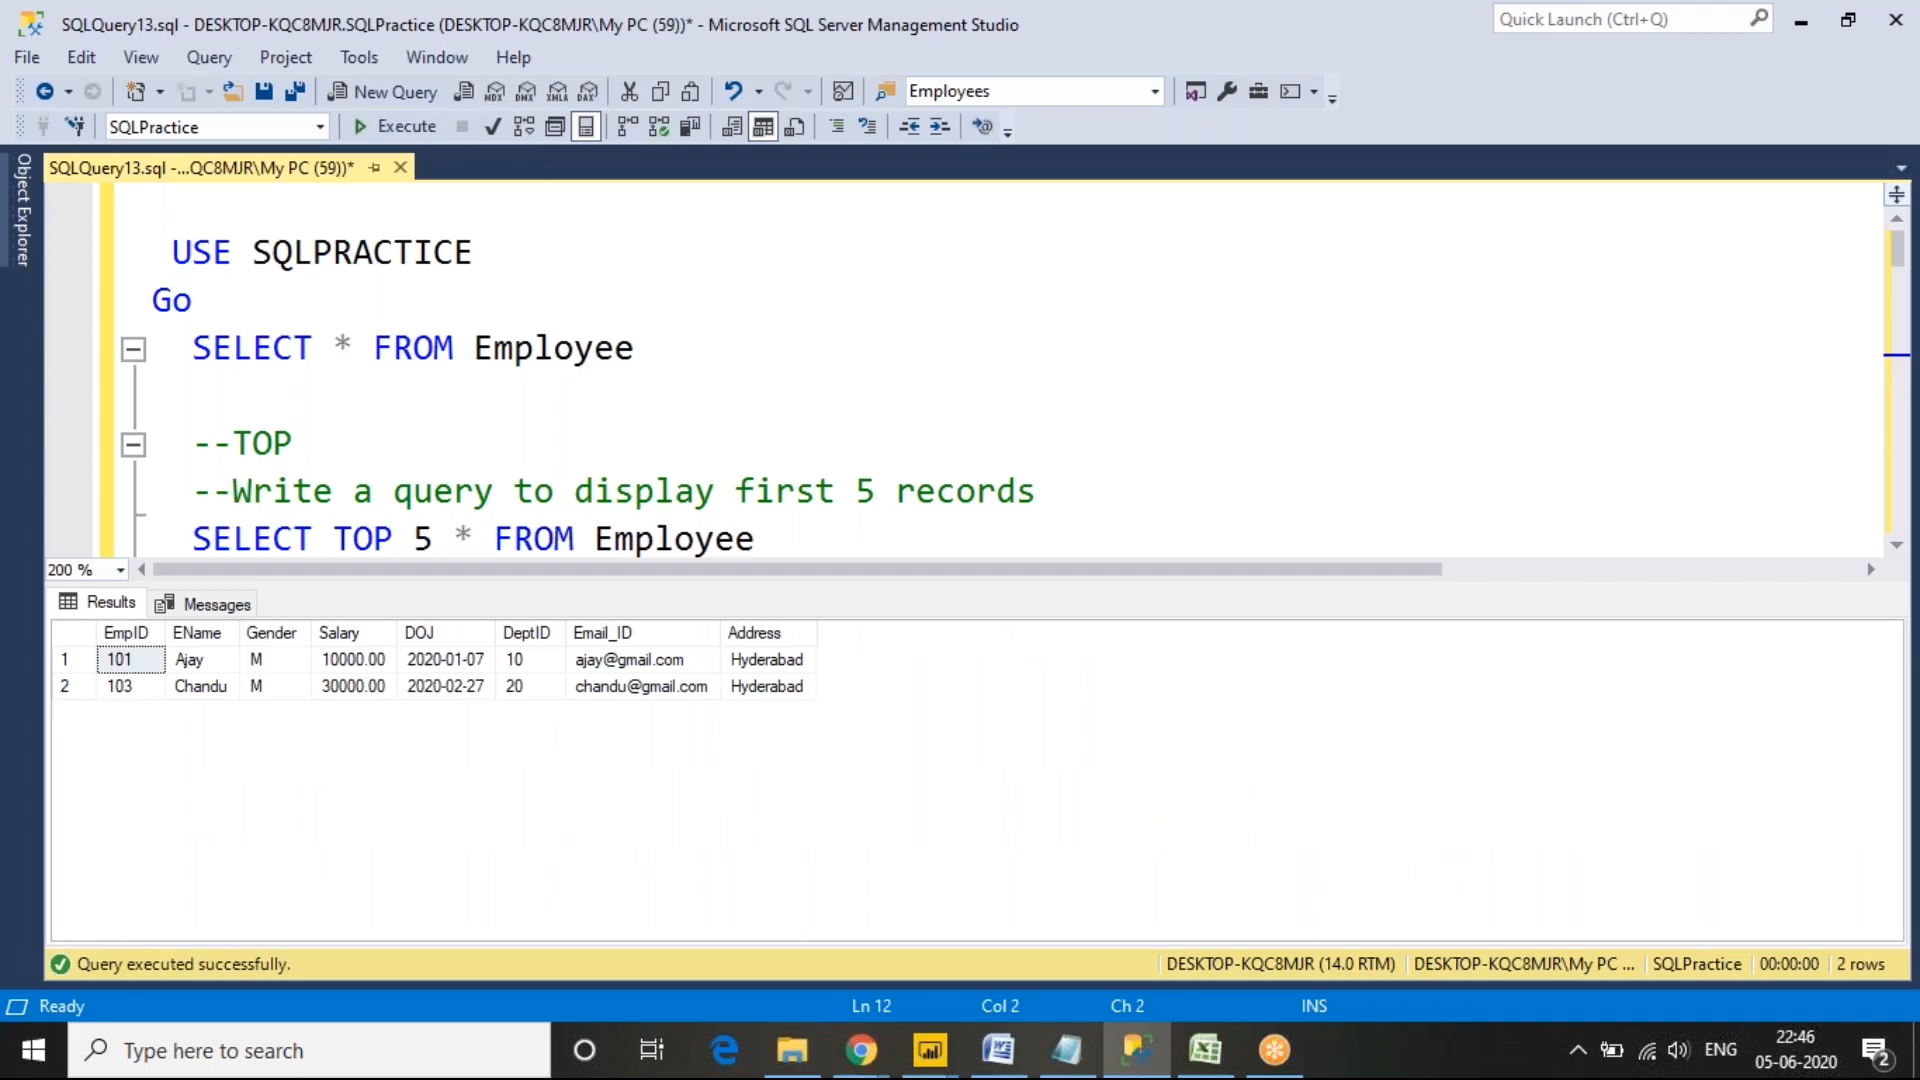 SQLQuery13.sql - DESKTOP-KQC8MJR.SQLPractice (DESKTOP-KQC8MJR\My PC (59))* - Microsoft SQL Server Management Studio
Quick Launch (Ctrl+Q)
File Edit View Query Project Tools Window Help
New Query MDX DMX XMLA DAX Employees
SQLPractice Execute
Object Explorer
SQLQuery13.sql -...QC8MJR\My PC (59))*
USE SQLPRACTICE
Go
SELECT * FROM Employee
--TOP
--Write a query to display first 5 records
SELECT TOP 5 * FROM Employee
200 %
Results Messages
EmpID EName Gender Salary DOJ DeptID Email_ID Address
1 101 Ajay M 10000.00 2020-01-07 10 ajay@gmail.com Hyderabad
2 103 Chandu M 30000.00 2020-02-27 20 chandu@gmail.com Hyderabad
Query executed successfully. DESKTOP-KQC8MJR (14.0 RTM) DESKTOP-KQC8MJR\My PC ... SQLPractice 00:00:00 2 rows
Ready Ln 12 Col 2 Ch 2 INS
Type here to search
ENG 22:46
05-06-2020
2